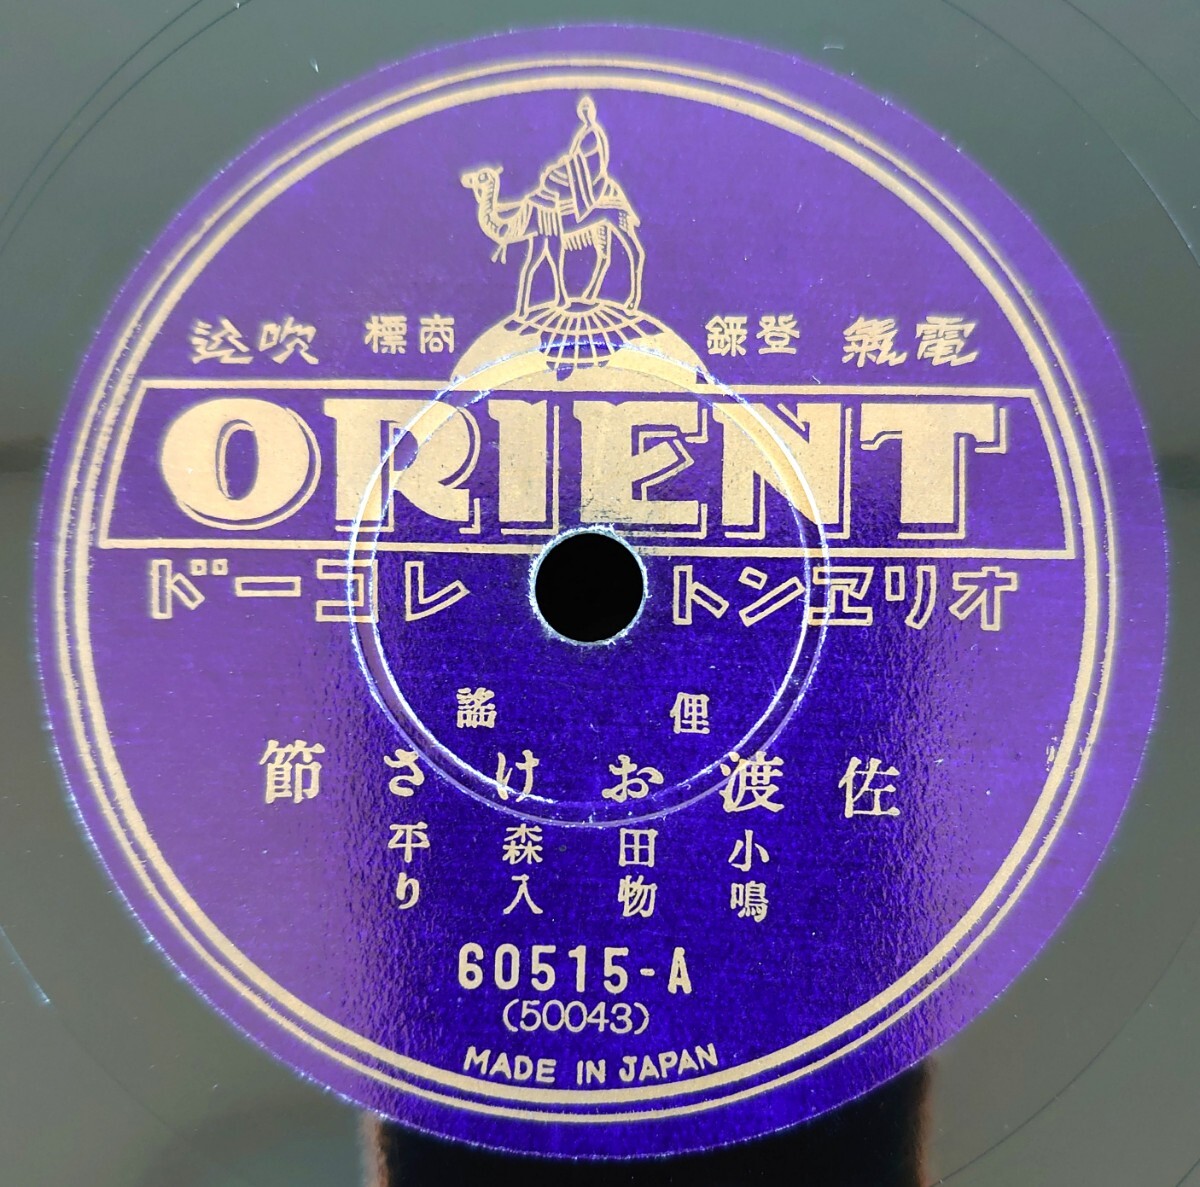 電氣 登錄 商標 吹込
ORIENT
オリヱント レコード
俚謠
佐渡おけさ節
小田森平
鳴物入り
60515-A
(50043)
MADE IN JAPAN